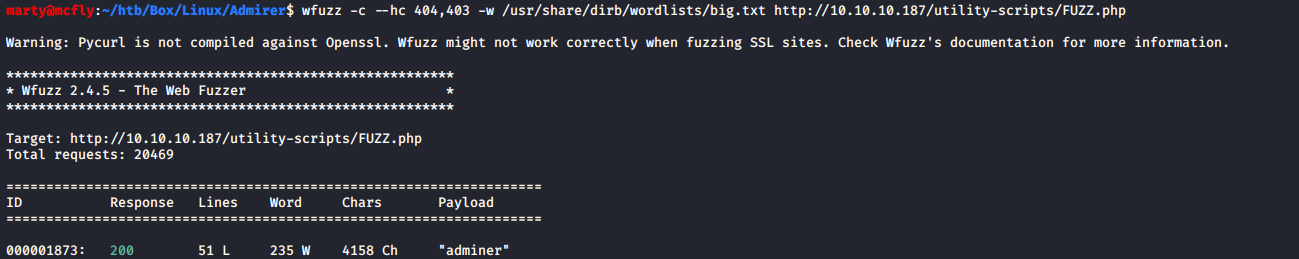 marty@mcfly:~/htb/Box/Linux/Admirer$ wfuzz -c --hc 404,403 -w /usr/share/dirb/wordlists/big.txt http://10.10.10.187/utility-scripts/FUZZ.php
Warning: Pycurl is not compiled against Openssl. Wfuzz might not work correctly when fuzzing SSL sites. Check Wfuzz's documentation for more information.
********************************************************
* Wfuzz 2.4.5 - The Web Fuzzer                         *
********************************************************
Target: http://10.10.10.187/utility-scripts/FUZZ.php
Total requests: 20469
===================================================================
ID           Response   Lines    Word     Chars       Payload
===================================================================
000001873:   200        51 L     235 W    4158 Ch     "adminer"